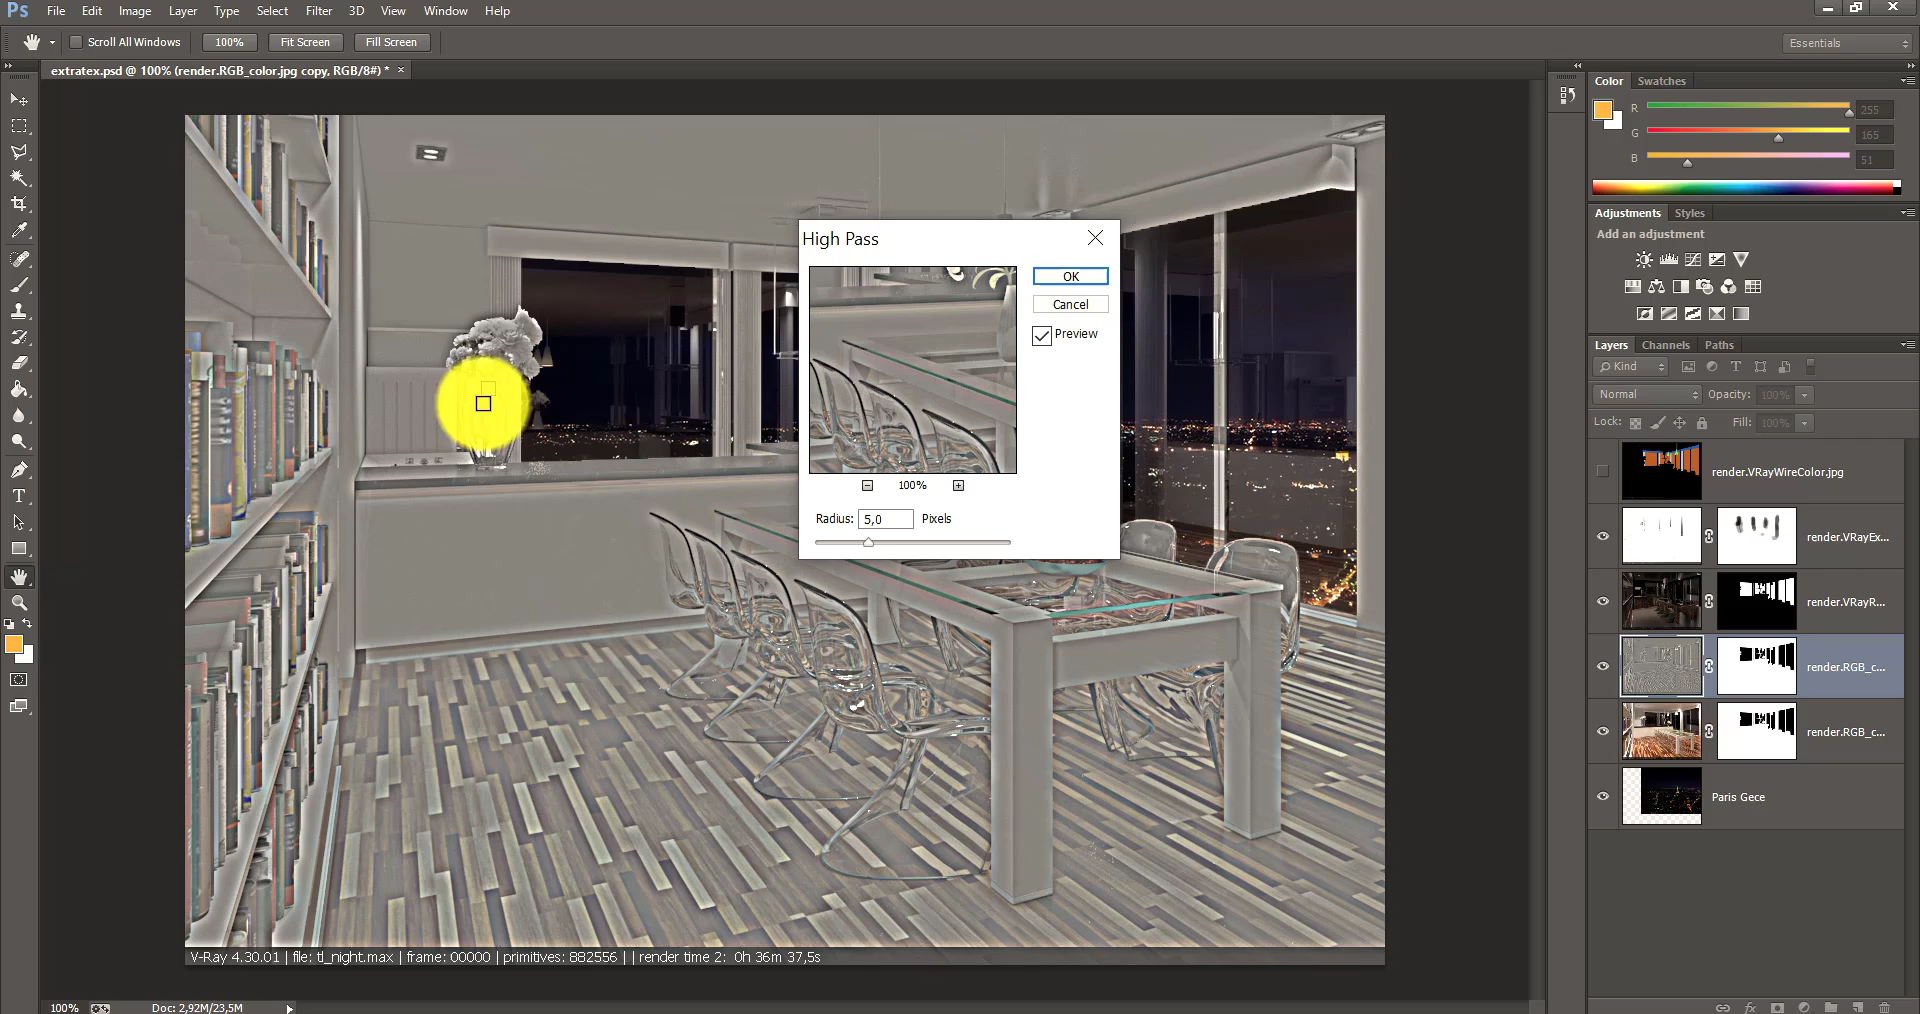 Ps File Edit Image Layer Type Select Filter 3D View Window Help
Scroll All Windows 100% Fit Screen Fill Screen Essentials
extratex.psd @ 100% (render.RGB_color.jpg copy, RGB/8#) * ×
Color Swatches
R 255
G 165
B 51
Adjustments Styles
Add an adjustment
Layers Channels Paths
Kind
Normal Opacity: 100%
Lock: Fill: 100%
render.VRayWireColor.jpg
render.VRayEx...
render.VRayR...
render.RGB_c...
render.RGB_c...
Paris Gece
High Pass
OK
Cancel
Preview
100%
Radius: 5,0 Pixels
V-Ray 4.30.01 | file: tl_night.max | frame: 00000 | primitives: 882556 | | render time 2: 0h 36m 37,5s
100% Doc: 2,92M/23,5M